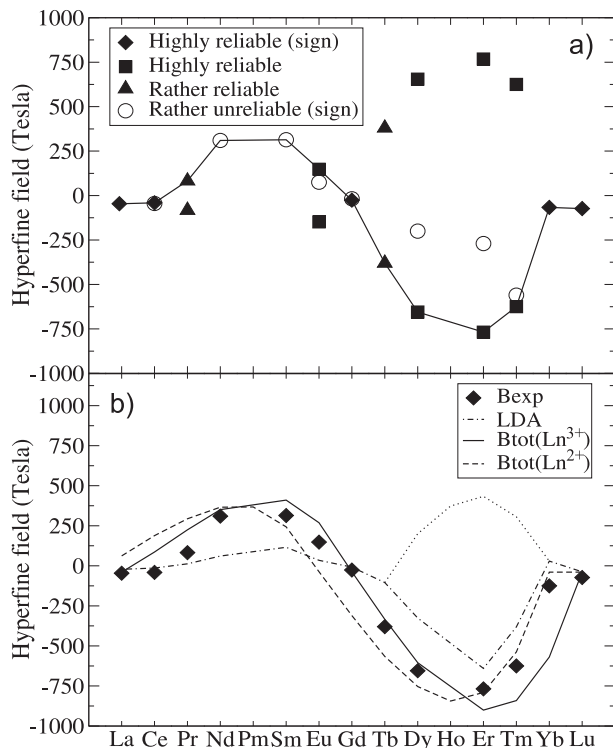 1000
750
500
250
0
-250
-500
-750
1000
Hyperfine field (Tesla)
Highly reliable (sign)
Highly reliable
Rather reliable
Rather unreliable (sign)
a)
750
500
250
0
-250
-500
-750
-1000
Hyperfine field (Tesla)
b)
Bexp
LDA
Btot(Ln³⁺)
Btot(Ln²⁺)
La Ce Pr Nd Pm Sm Eu Gd Tb Dy Ho Er Tm Yb Lu